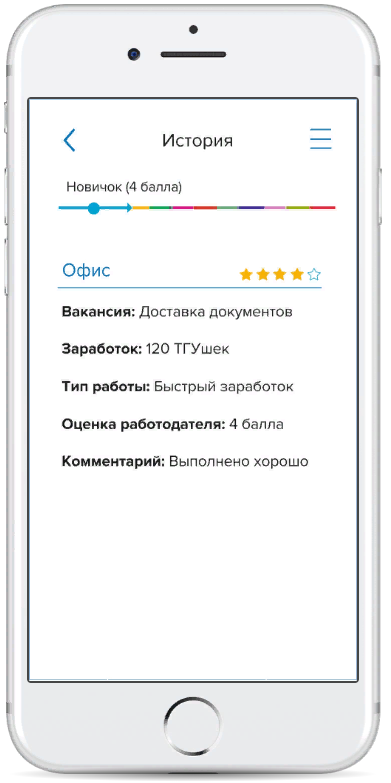 История
Новичок (4 балла)
Офис
Вакансия: Доставка документов
Заработок: 120 ТГУшек
Тип работы: Быстрый заработок
Оценка работодателя: 4 балла
Комментарий: Выполнено хорошо